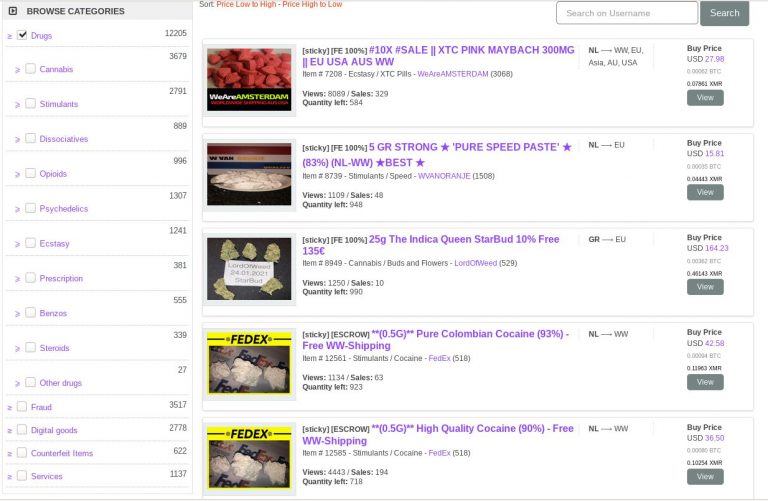 BROWSE CATEGORIES
Drugs 12205
Cannabis 3679
Stimulants 2791
Dissociatives 889
Opioids 996
Psychedelics 1307
Ecstasy 1241
Prescription 381
Benzos 555
Steroids 339
Other drugs 27
Fraud 3517
Digital goods 2778
Counterfeit Items 622
Services 1137
Sort: Price Low to High - Price High to Low
Search on Username
Search
WeAreAMSTERDAM
WORLDWIDE SHIPPING AUS USA
[sticky] [FE 100%] #10X #SALE || XTC PINK MAYBACH 300MG
|| EU USA AUS WW
Item # 7208 - Ecstasy / XTC Pills - WeAreAMSTERDAM (3068)
Views: 8089 / Sales: 329
Quantity left: 584
NL ⟶ WW, EU,
Asia, AU, USA
Buy Price
USD 27.98
0.00062 BTC
0.07861 XMR
View
[sticky] [FE 100%] 5 GR STRONG ★ 'PURE SPEED PASTE' ★
(83%) (NL-WW) ★BEST ★
Item # 8739 - Stimulants / Speed - WVANORANJE (1508)
Views: 1109 / Sales: 48
Quantity left: 948
NL ⟶ EU
Buy Price
USD 15.81
0.00035 BTC
0.04443 XMR
View
LordOfWeed
24.01.2021
StarBud
[sticky] [FE 100%] 25g The Indica Queen StarBud 10% Free
135€
Item # 8949 - Cannabis / Buds and Flowers - LordOfWeed (529)
Views: 1250 / Sales: 10
Quantity left: 990
GR ⟶ EU
Buy Price
USD 164.23
0.00362 BTC
0.46143 XMR
View
FEDEX
[sticky] [ESCROW] **(0.5G)** Pure Colombian Cocaine (93%) -
Free WW-Shipping
Item # 12561 - Stimulants / Cocaine - FedEx (518)
Views: 1134 / Sales: 63
Quantity left: 923
NL ⟶ WW
Buy Price
USD 42.58
0.00094 BTC
0.11963 XMR
View
FEDEX
[sticky] [ESCROW] **(0.5G)** High Quality Cocaine (90%) - Free
WW-Shipping
Item # 12585 - Stimulants / Cocaine - FedEx (518)
Views: 4443 / Sales: 194
Quantity left: 718
NL ⟶ WW
Buy Price
USD 36.50
0.00080 BTC
0.10254 XMR
View